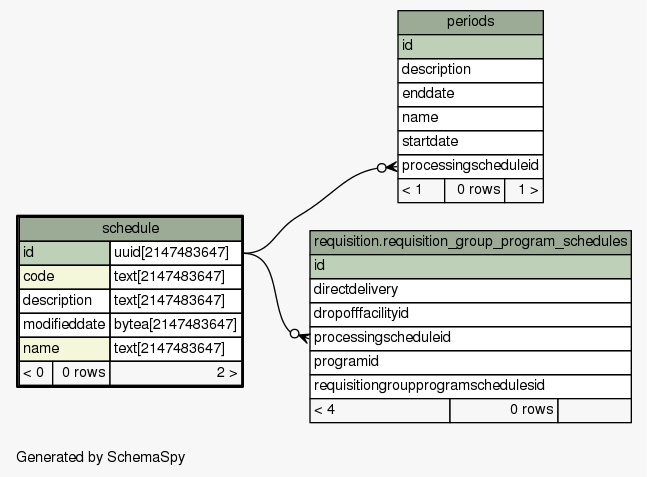 periods
id
description
enddate
name
startdate
processingscheduleid
< 1 0 rows 1 >
schedule
id uuid[2147483647]
code text[2147483647]
description text[2147483647]
modifieddate bytea[2147483647]
name text[2147483647]
< 0 0 rows 2 >
requisition.requisition_group_program_schedules
id
directdelivery
dropofffacilityid
processingscheduleid
programid
requisitiongroupprogramschedulesid
< 4 0 rows
Generated by SchemaSpy